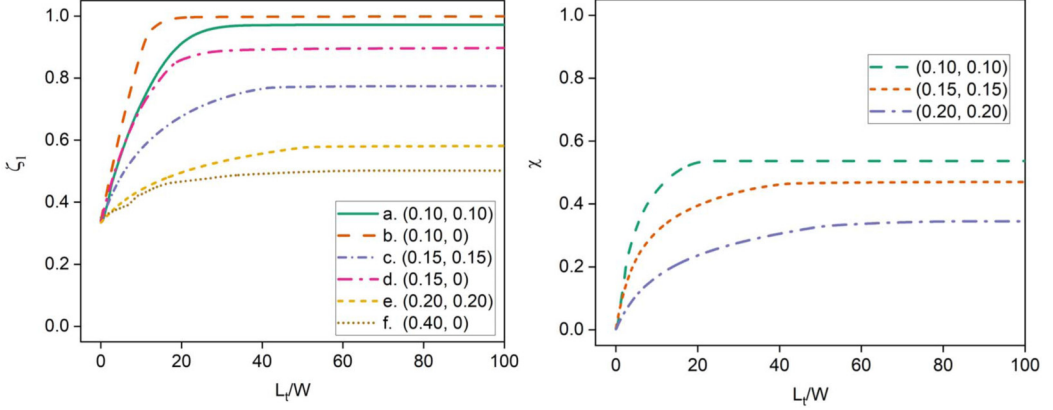 1.0
0.8
0.6
0.4
0.2
0.0
ζ1
0
20
40
60
80
100
Lt/W
a. (0.10, 0.10)
b. (0.10, 0)
c. (0.15, 0.15)
d. (0.15, 0)
e. (0.20, 0.20)
f. (0.40, 0)
1.0
0.8
0.6
0.4
0.2
0.0
χ
0
20
40
60
80
100
Lt/W
(0.10, 0.10)
(0.15, 0.15)
(0.20, 0.20)